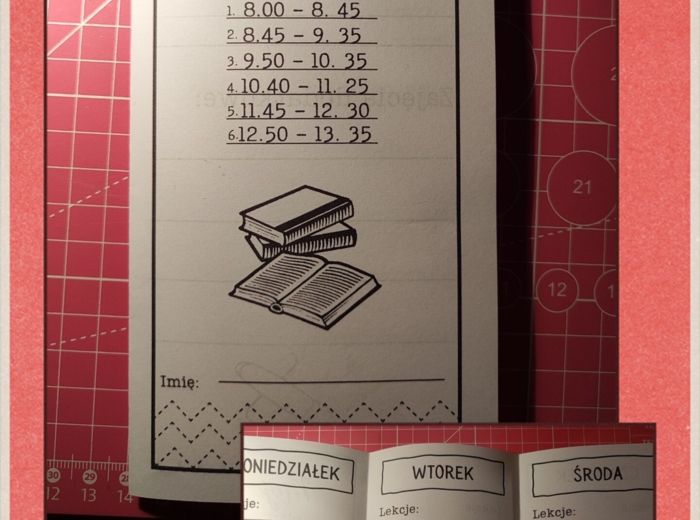 1. 8.00 – 8. 45
2. 8.45 – 9. 35
3. 9.50 – 10. 35
4. 10.40 – 11. 25
5. 11.45 – 12. 30
6. 12.50 – 13. 35
21
12
Imię:
30 29
12 13 14
ONIEDZIAŁEK WTOREK ŚRODA
je: Lekcje: Lekcje: